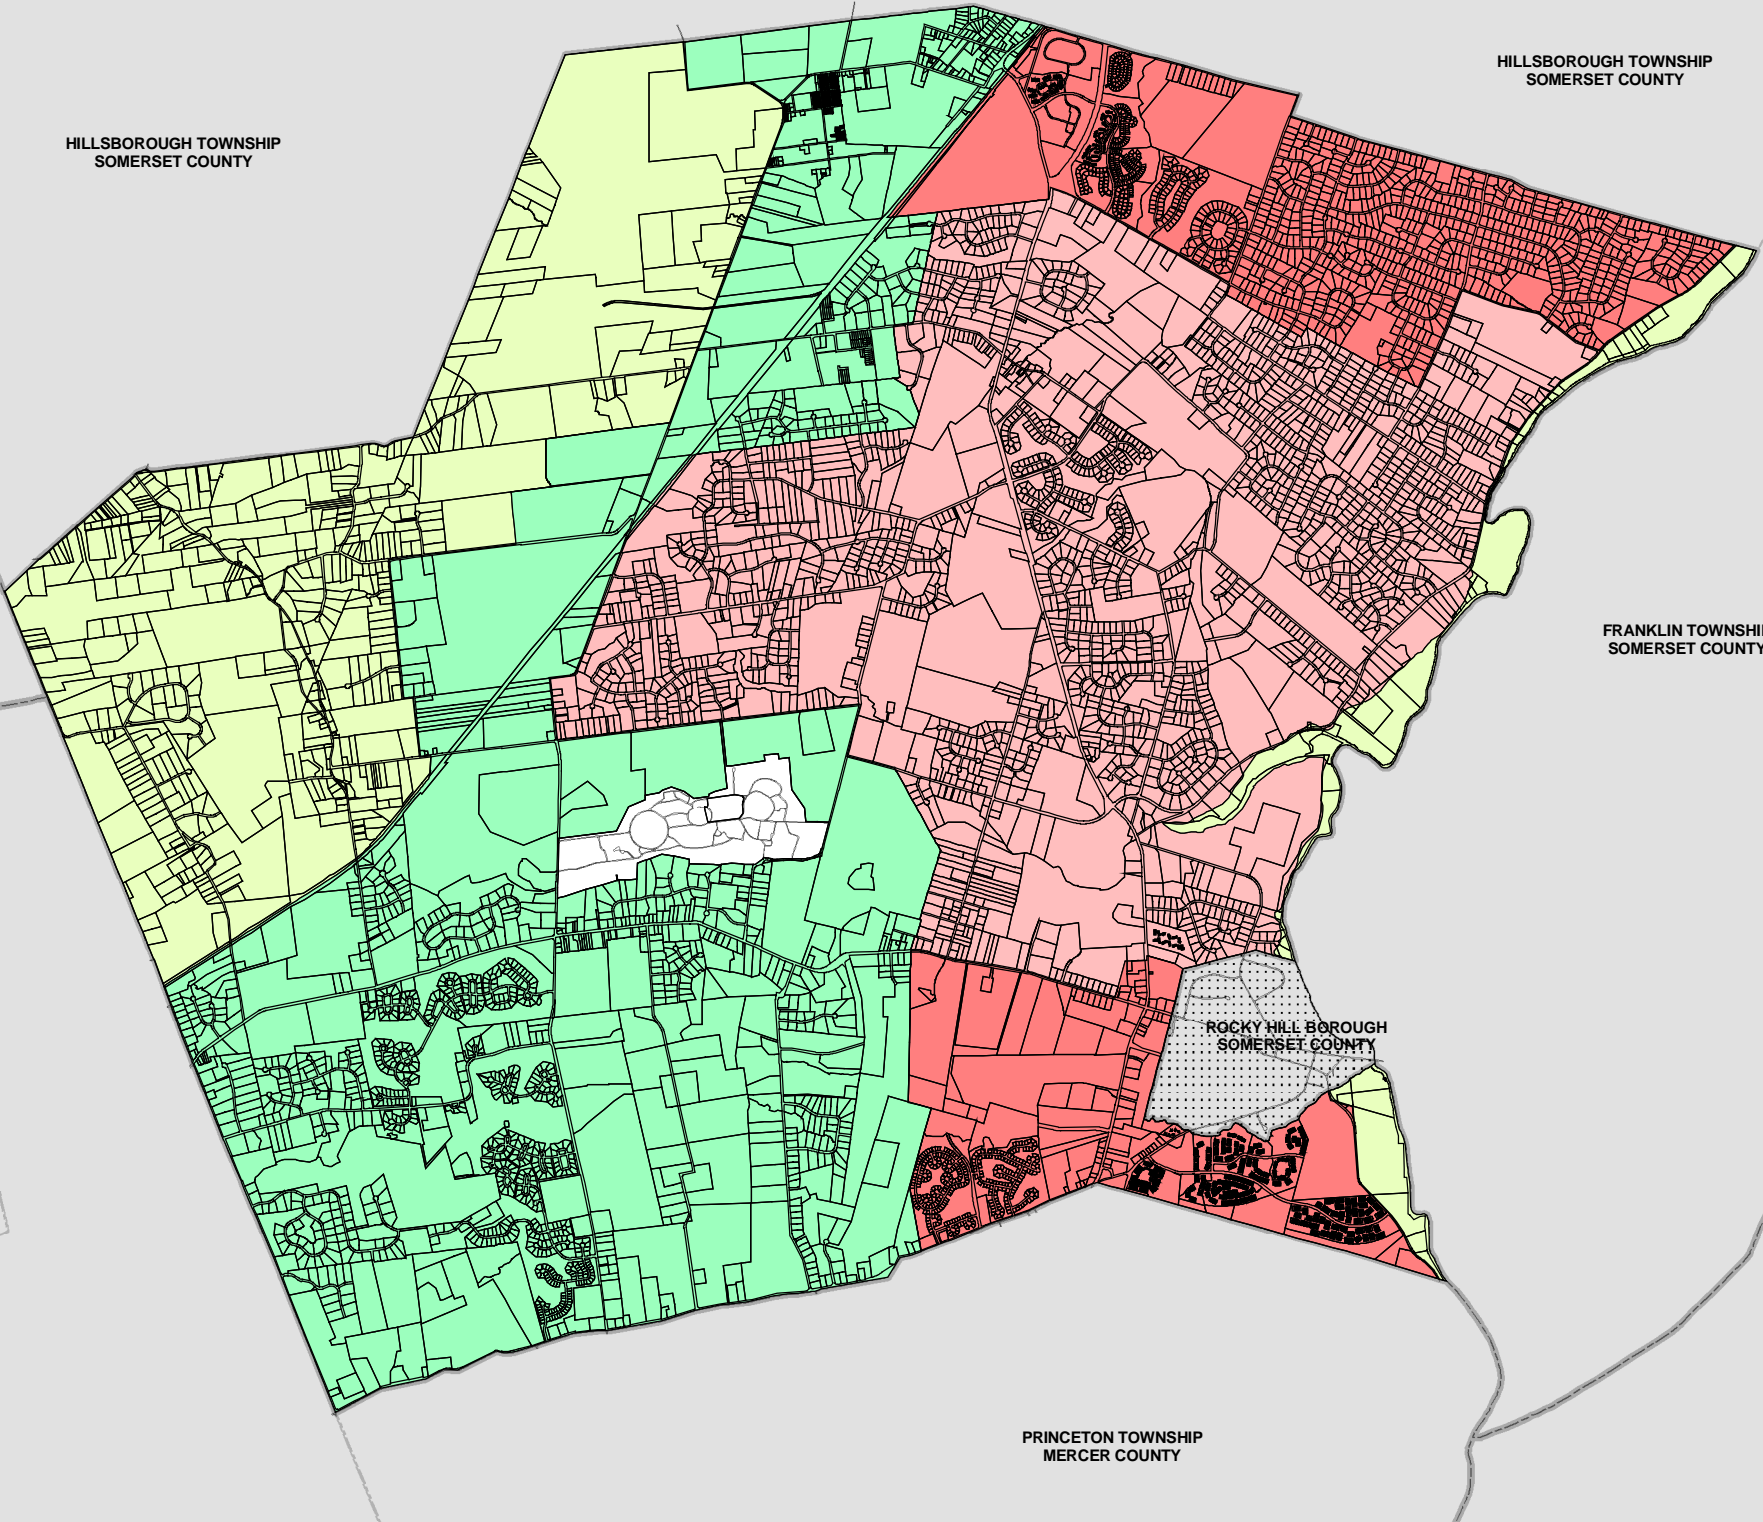 HILLSBOROUGH TOWNSHIP
SOMERSET COUNTY
HILLSBOROUGH TOWNSHIP
SOMERSET COUNTY
FRANKLIN TOWNSHI
SOMERSET COUNTY
ROCKY HILL BOROUGH
SOMERSET COUNTY
PRINCETON TOWNSHIP
MERCER COUNTY